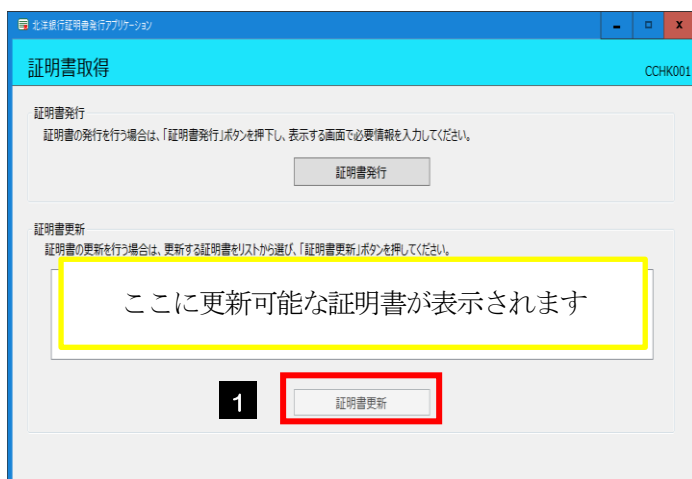 北洋銀行証明書発行アプリケーション
証明書取得
CCHK001
証明書発行
証明書の発行を行う場合は、「証明書発行」ボタンを押下し、表示する画面で必要情報を入力してください。
証明書発行
証明書更新
証明書の更新を行う場合は、更新する証明書をリストから選び、「証明書更新」ボタンを押してください。
ここに更新可能な証明書が表示されます
1
証明書更新